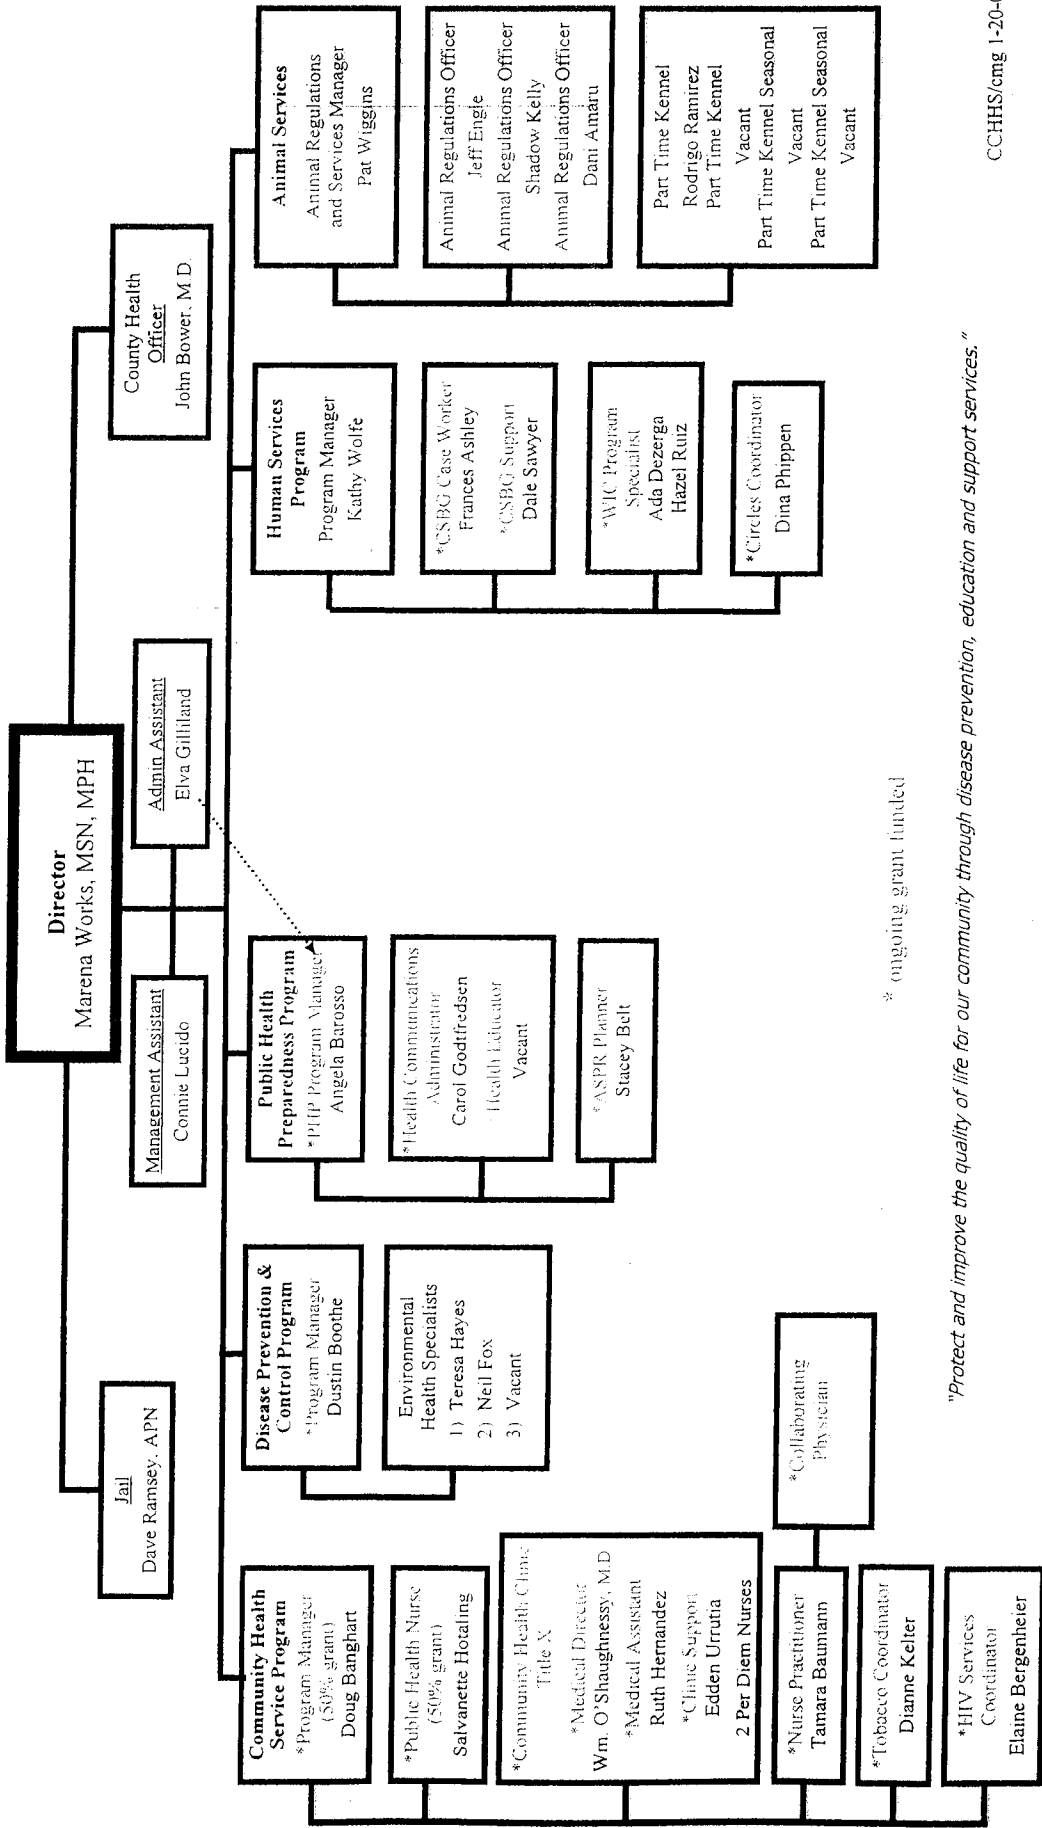 Director
Marena Works, MSN, MPH
Jail
Dave Ramsey, APN
Management Assistant
Connie Lucido
Admin Assistant
Elva Gilliland
County Health
Officer
John Bower, M.D.
Community Health
Service Program
*Program Manager
(50% grant)
Doug Banghart
*Public Health Nurse
(50% grant)
Salvanette Hotaling
*Community Health Clinic
Title X
*Medical Director
Wm. O'Shaughnessy, M.D
*Medical Assistant
Ruth Hernandez
*Clinic Support
Edden Urrutia
2 Per Diem Nurses
*Nurse Practitioner
Tamara Baumann
*Collaborating
Physician
*Tobacco Coordinator
Dianne Kelter
*HIV Services
Coordinator
Elaine Bergenheier
Disease Prevention &
Control Program
*Program Manager
Dustin Boothe
Environmental
Health Specialists
1) Teresa Hayes
2) Neil Fox
3) Vacant
Public Health
Preparedness Program
*PHP Program Manager
Angela Barosso
*Health Communications
Administrator
Carol Godtfredsen
Health Educator
Vacant
*ASPR Planner
Stacey Belt
Human Services
Program
Program Manager
Kathy Wolfe
*CSBG Case Worker
Frances Ashley
*CSBG Support
Dale Sawyer
*WIC Program
Specialist
Ada Dezerga
Hazel Ruiz
*Circles Coordinator
Dina Phippen
Animal Services
Animal Regulations
and Services Manager
Pat Wiggins
Animal Regulations Officer
Jeff Engle
Animal Regulations Officer
Shadow Kelly
Animal Regulations Officer
Dani Amaru
Part Time Kennel
Rodrigo Ramirez
Part Time Kennel
Vacant
Part Time Kennel Seasonal
Vacant
Part Time Kennel Seasonal
Vacant
* ongoing grant funded
"Protect and improve the quality of life for our community through disease prevention, education and support services."
CCHHS/cmg 1-20-